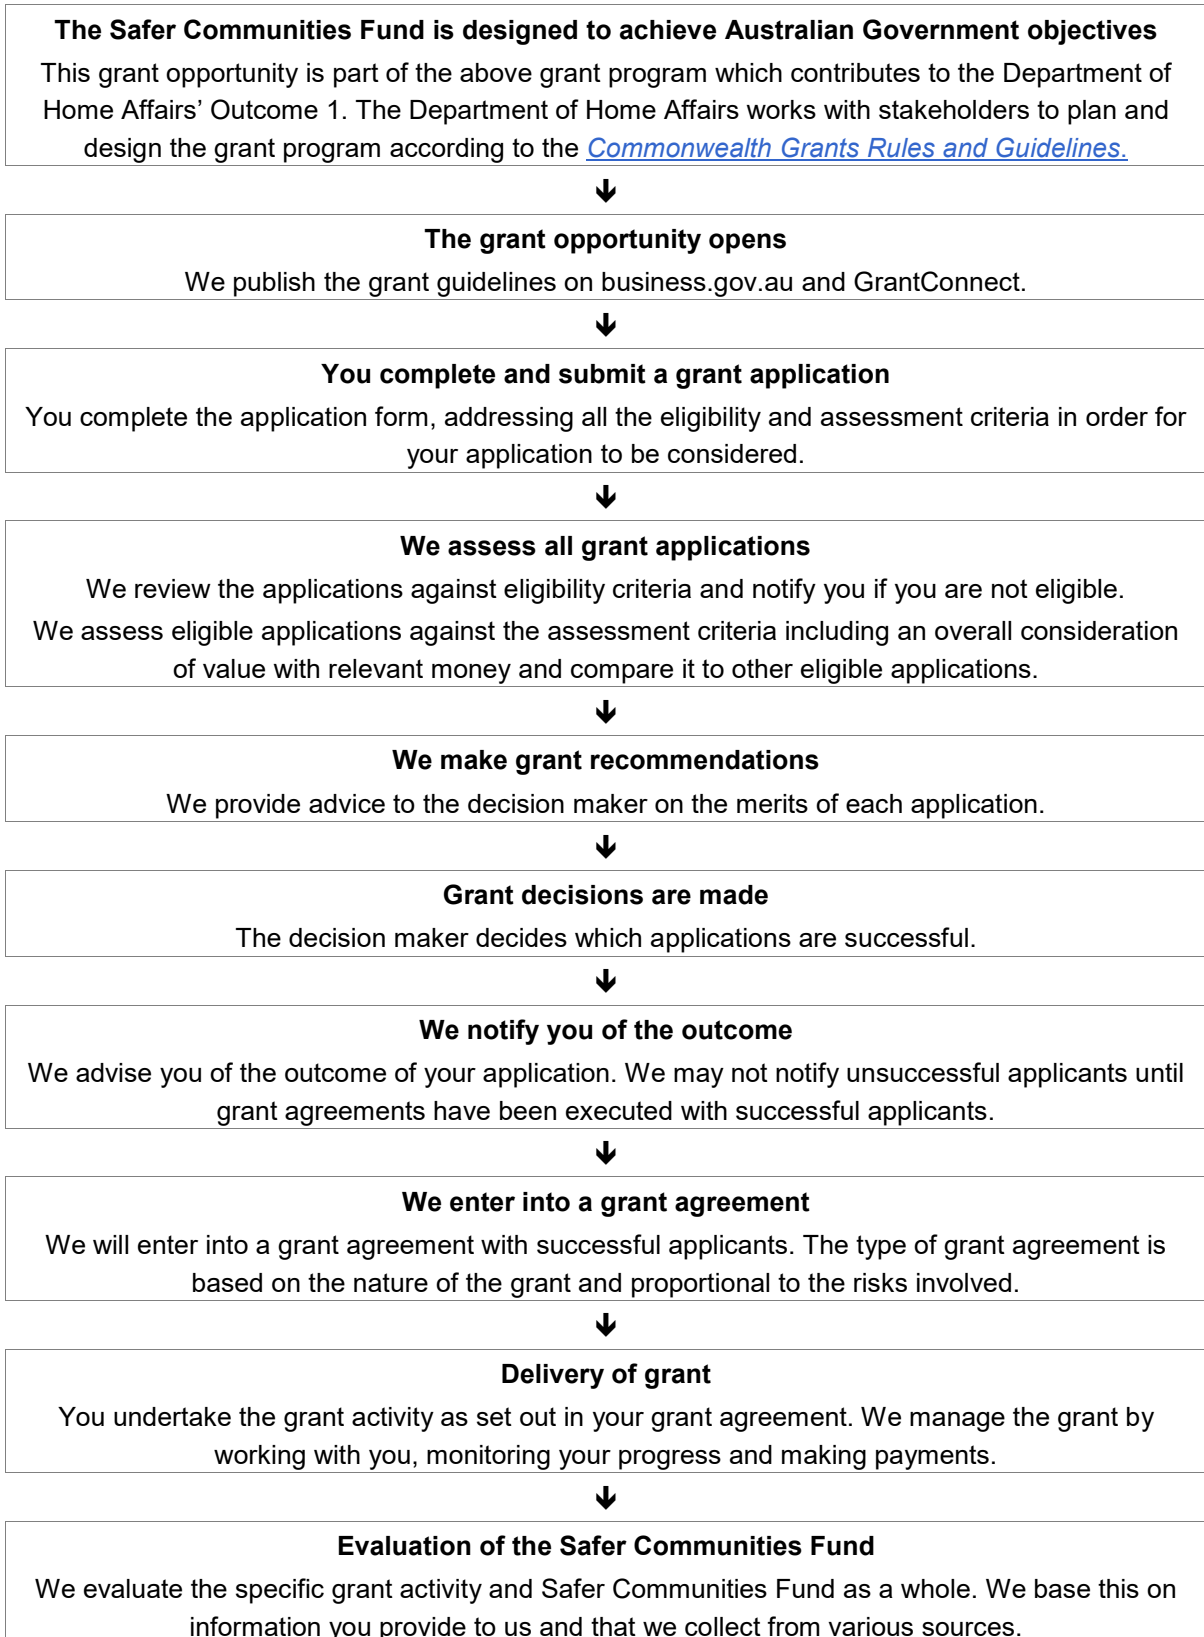 The Safer Communities Fund is designed to achieve Australian Government objectives
This grant opportunity is part of the above grant program which contributes to the Department of
Home Affairs’ Outcome 1. The Department of Home Affairs works with stakeholders to plan and
design the grant program according to the Commonwealth Grants Rules and Guidelines.
🡻
The grant opportunity opens
We publish the grant guidelines on business.gov.au and GrantConnect.
🡻
You complete and submit a grant application
You complete the application form, addressing all the eligibility and assessment criteria in order for
your application to be considered.
🡻
We assess all grant applications
We review the applications against eligibility criteria and notify you if you are not eligible.
We assess eligible applications against the assessment criteria including an overall consideration
of value with relevant money and compare it to other eligible applications.
🡻
We make grant recommendations
We provide advice to the decision maker on the merits of each application.
🡻
Grant decisions are made
The decision maker decides which applications are successful.
🡻
We notify you of the outcome
We advise you of the outcome of your application. We may not notify unsuccessful applicants until
grant agreements have been executed with successful applicants.
🡻
We enter into a grant agreement
We will enter into a grant agreement with successful applicants. The type of grant agreement is
based on the nature of the grant and proportional to the risks involved.
🡻
Delivery of grant
You undertake the grant activity as set out in your grant agreement. We manage the grant by
working with you, monitoring your progress and making payments.
🡻
Evaluation of the Safer Communities Fund
We evaluate the specific grant activity and Safer Communities Fund as a whole. We base this on
information you provide to us and that we collect from various sources.